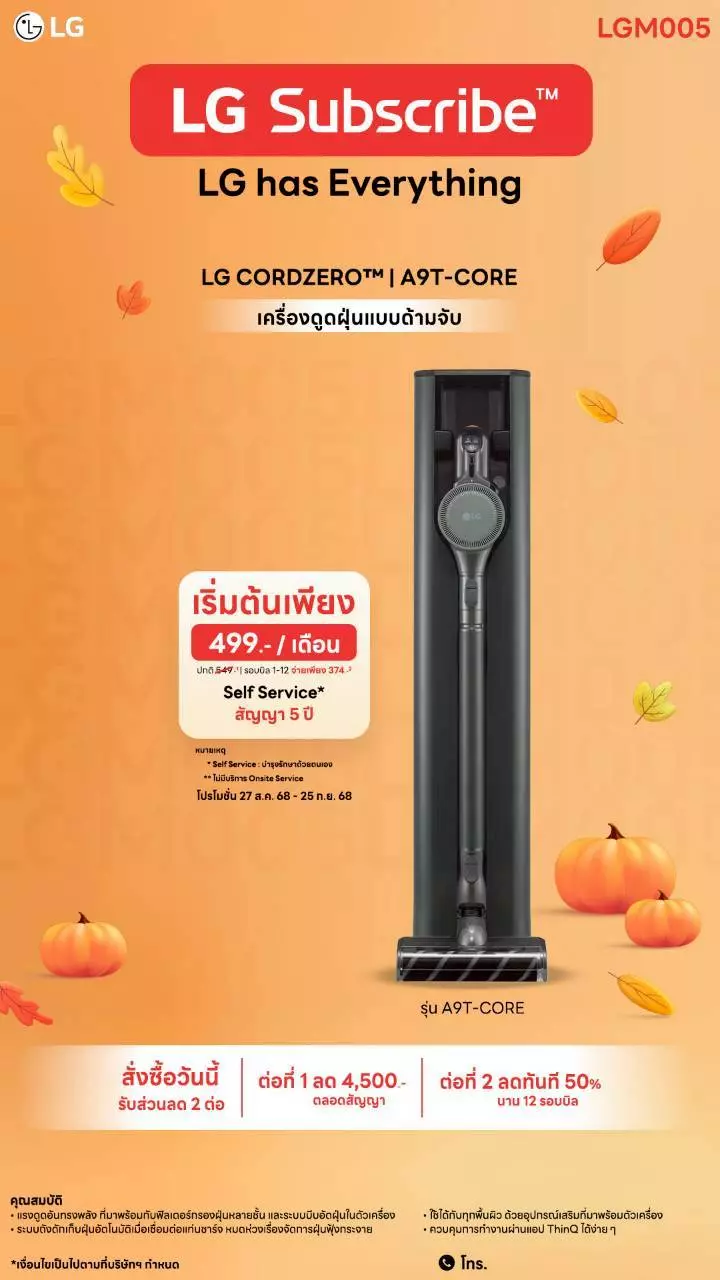 LG
LGM005
LG Subscribe™
LG has Everything
LG CORDZERO™ | A9T-CORE
เครื่องดูดฝุ่นแบบด้ามจับ
LG
เริ่มต้นเพียง
499.- / เดือน
ปกติ 549.-¹ | รอบบิล 1-12 จ่ายเพียง 374.-²
Self Service*
สัญญา 5 ปี
หมายเหตุ
* Self Service : บำรุงรักษาด้วยตนเอง
** ไม่มีบริการ Onsite Service
โปรโมชั่น 27 ส.ค. 68 - 25 ก.ย. 68
รุ่น A9T-CORE
สั่งซื้อวันนี้
รับส่วนลด 2 ต่อ
ต่อที่ 1 ลด 4,500.-
ตลอดสัญญา
ต่อที่ 2 ลดทันที 50%
นาน 12 รอบบิล
คุณสมบัติ
• แรงดูดอันทรงพลัง ที่มาพร้อมกับฟิลเตอร์กรองฝุ่นหลายชั้น และระบบบีบอัดฝุ่นในตัวเครื่อง
• ระบบถังดักเก็บฝุ่นอัตโนมัติเมื่อเชื่อมต่อแท่นชาร์จ หมดห่วงเรื่องจัดการฝุ่นฟุ้งกระจาย
• ใช้ได้กับทุกพื้นผิว ด้วยอุปกรณ์เสริมที่มาพร้อมตัวเครื่อง
• ควบคุมการทำงานผ่านแอป ThinQ ได้ง่าย ๆ
*เงื่อนไขเป็นไปตามที่บริษัทฯ กำหนด
โทร.